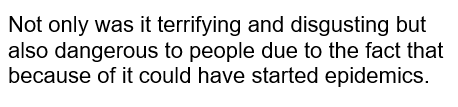 Not only was it terrifying and disgusting but
also dangerous to people due to the fact that
because of it could have started epidemics.